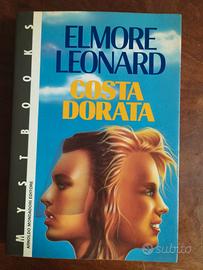 ELMORE
LEONARD
COSTA
DORATA
MYSTBOOKS
ARNOLDO MONDADORI EDITORE
subito